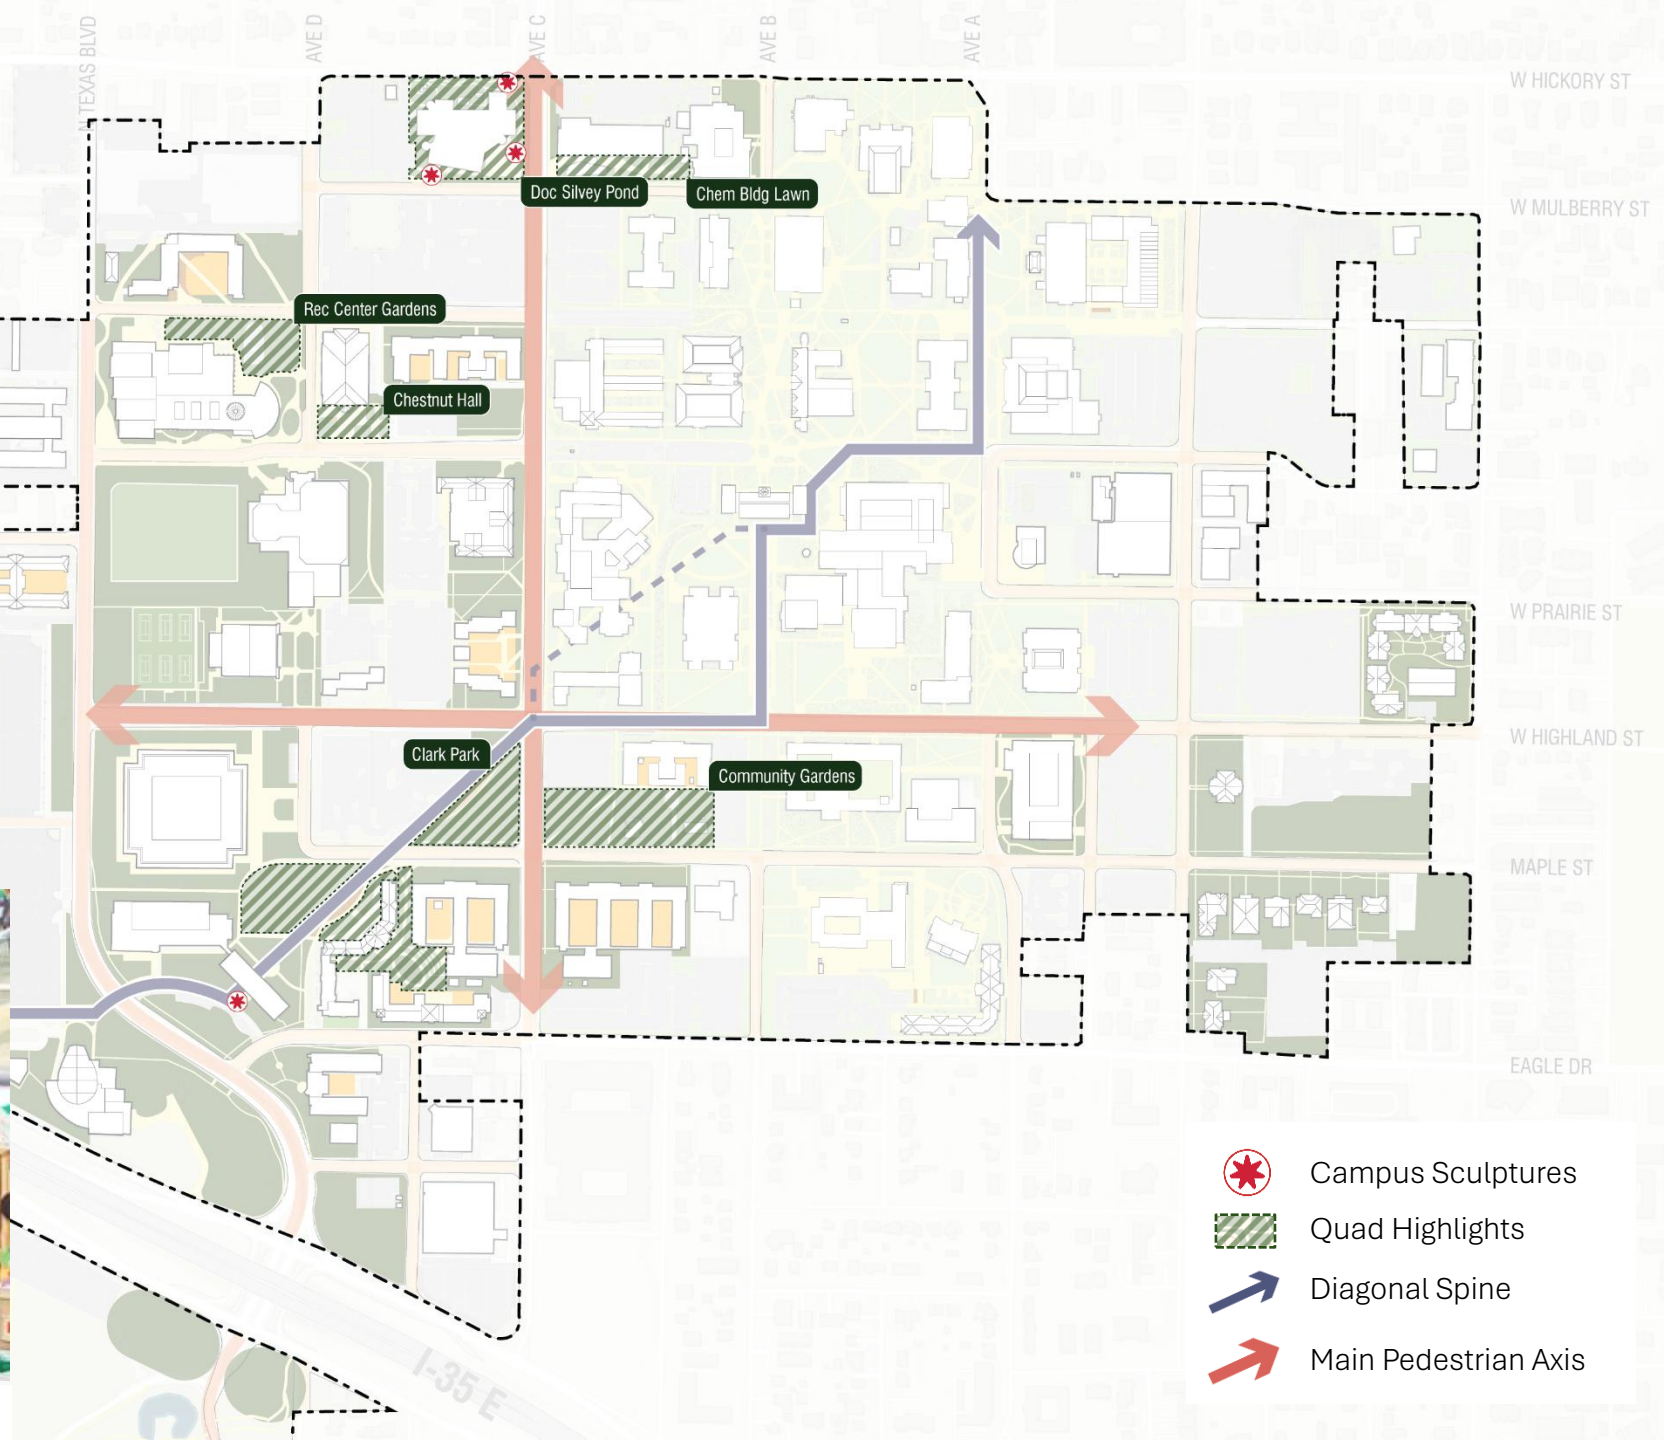 N TEXAS BLVD
AVE D
AVE C
AVE B
AVE A
W HICKORY ST
Doc Silvey Pond
Chem Bldg Lawn
W MULBERRY ST
Rec Center Gardens
Chestnut Hall
W PRAIRIE ST
W HIGHLAND ST
Clark Park
Community Gardens
MAPLE ST
EAGLE DR
I-35 E
Campus Sculptures
Quad Highlights
Diagonal Spine
Main Pedestrian Axis